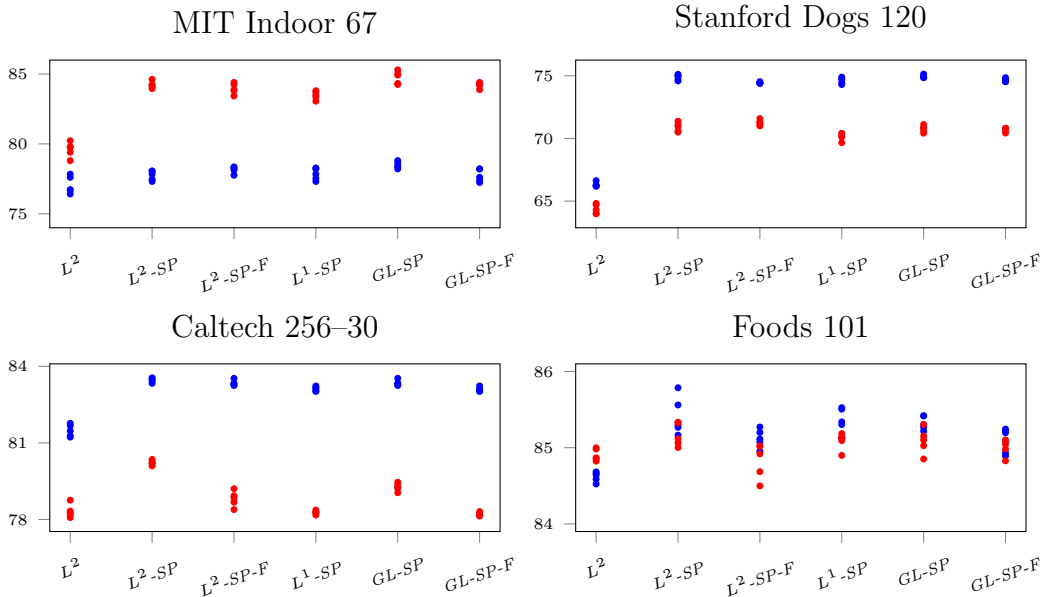 MIT Indoor 67
85
80
75
L² L²-SP L²-SP-F L¹-SP GL-SP GL-SP-F
Stanford Dogs 120
75
70
65
L² L²-SP L²-SP-F L¹-SP GL-SP GL-SP-F
Caltech 256–30
84
81
78
L² L²-SP L²-SP-F L¹-SP GL-SP GL-SP-F
Foods 101
86
85
84
L² L²-SP L²-SP-F L¹-SP GL-SP GL-SP-F